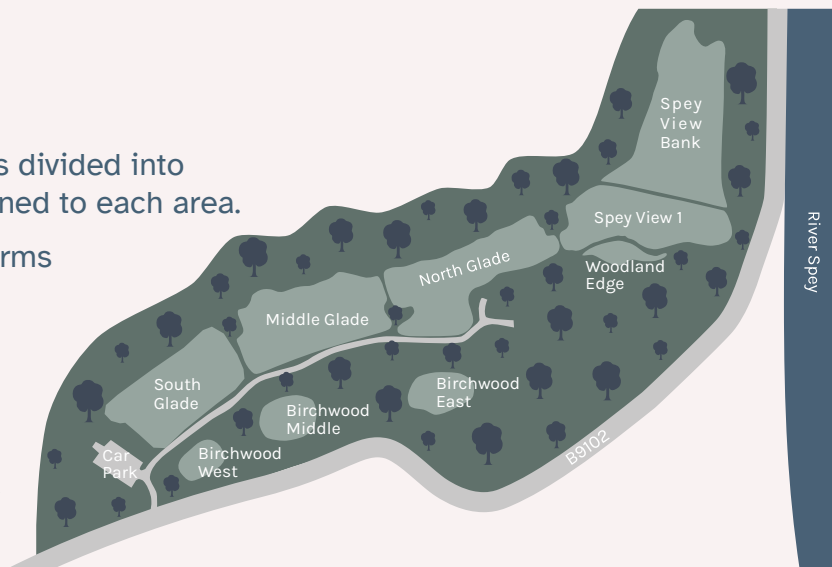 s divided into
ned to each area.
rms
Spey
View
Bank
Spey View 1
River Spey
North Glade
Woodland
Edge
Middle Glade
South
Glade
Birchwood
East
Birchwood
Middle
Birchwood
West
Car
Park
B9102